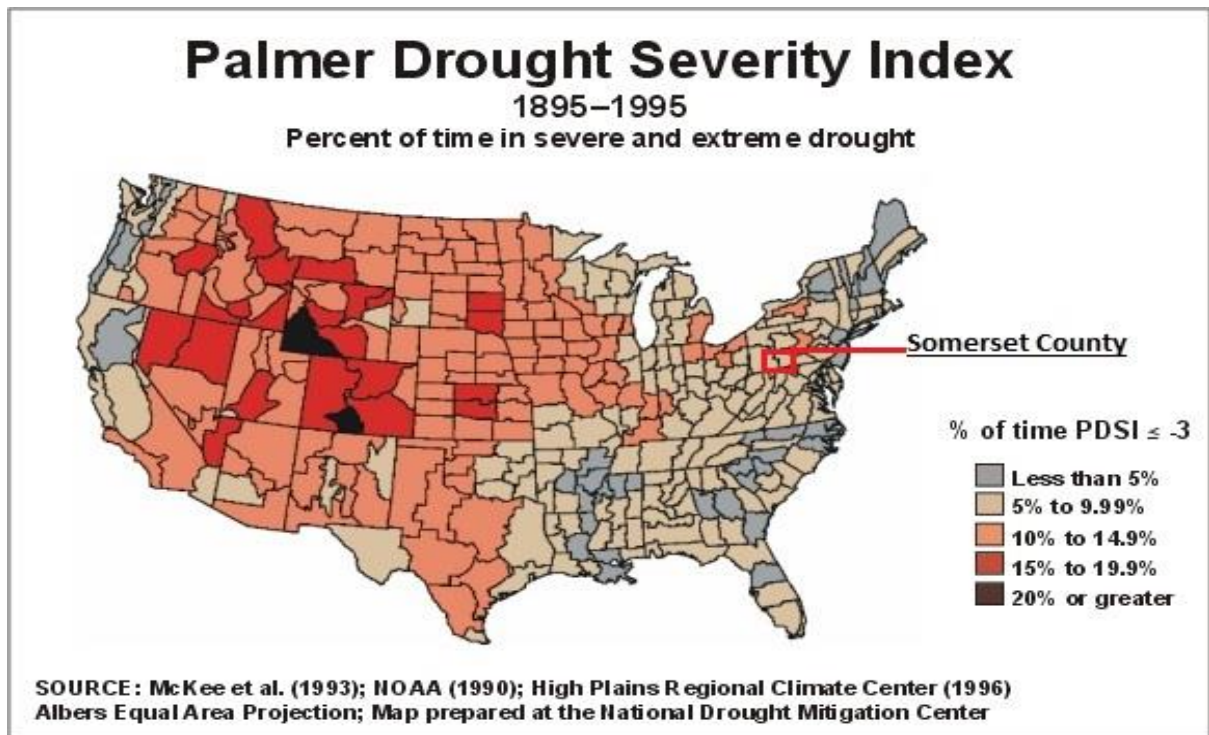 Palmer Drought Severity Index
1895–1995
Percent of time in severe and extreme drought
Somerset County
% of time PDSI ≤ -3
Less than 5%
5% to 9.99%
10% to 14.9%
15% to 19.9%
20% or greater
SOURCE: McKee et al. (1993); NOAA (1990); High Plains Regional Climate Center (1996)
Albers Equal Area Projection; Map prepared at the National Drought Mitigation Center